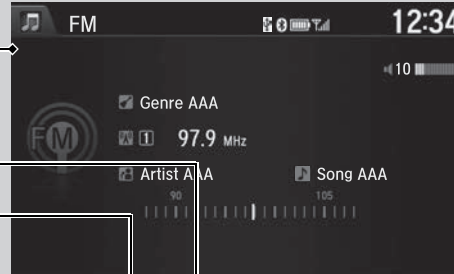 FM 12:34
10
Genre AAA
FM
1 97.9 MHz
Artist AAA Song AAA
90 105